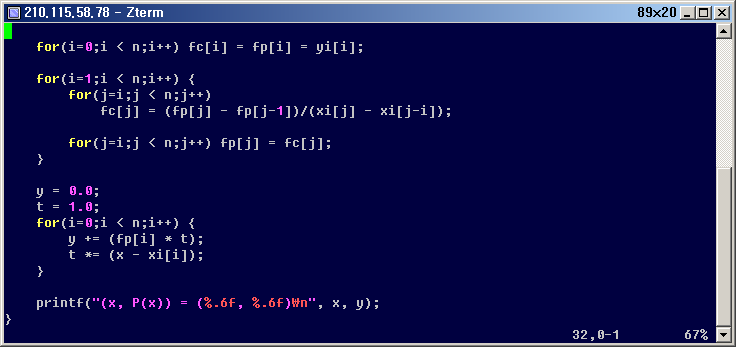 210.115.58.78 - Zterm 89×20
for(i=0;i < n;i++) fc[i] = fp[i] = yi[i];
for(i=1;i < n;i++) {
for(j=i;j < n;j++)
fc[j] = (fp[j] - fp[j-1])/(xi[j] - xi[j-i]);
for(j=i;j < n;j++) fp[j] = fc[j];
}
y = 0.0;
t = 1.0;
for(i=0;i < n;i++) {
y += (fp[i] * t);
t *= (x - xi[i]);
}
printf("(x, P(x)) = (%.6f, %.6f)₩n", x, y);
}
32,0-1 67%